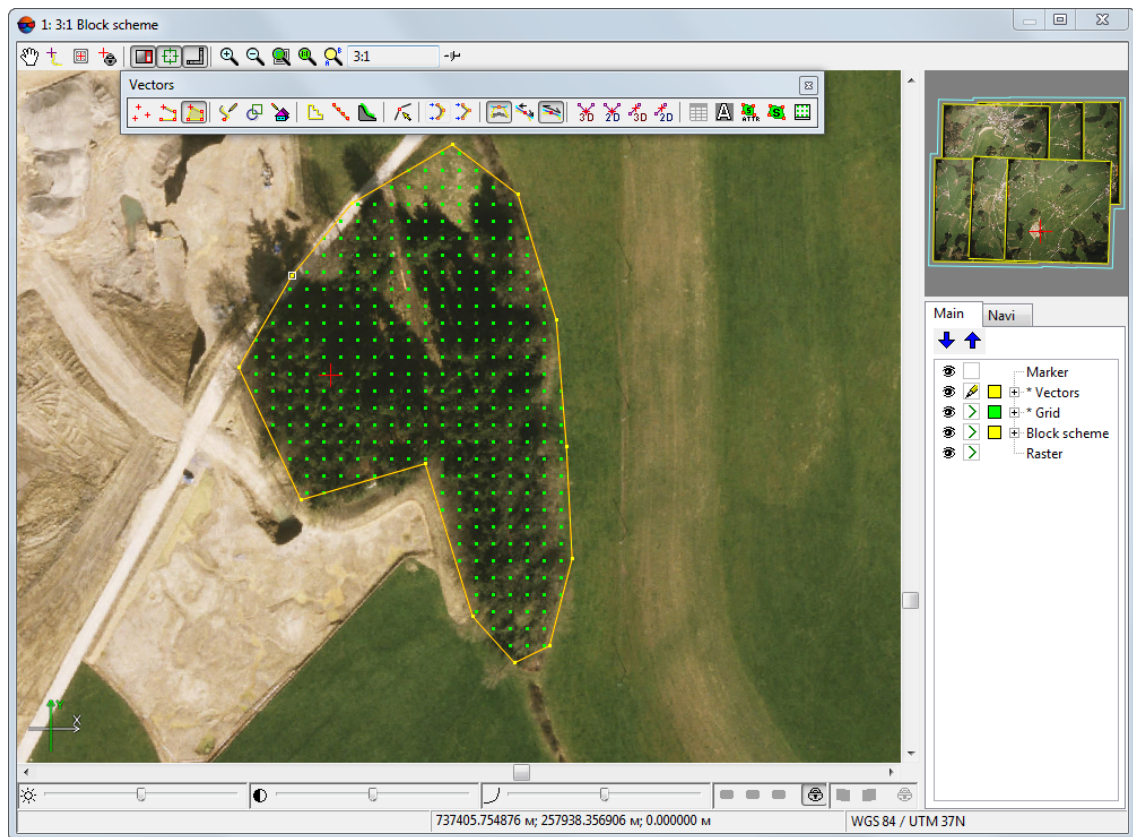 1: 3:1 Block scheme
3:1
Vectors
3D 2D 3D 2D A ATTR
Main Navi
Marker
* Vectors
* Grid
Block scheme
Raster
Y
X
737405.754876 м; 257938.356906 м; 0.000000 м WGS 84 / UTM 37N